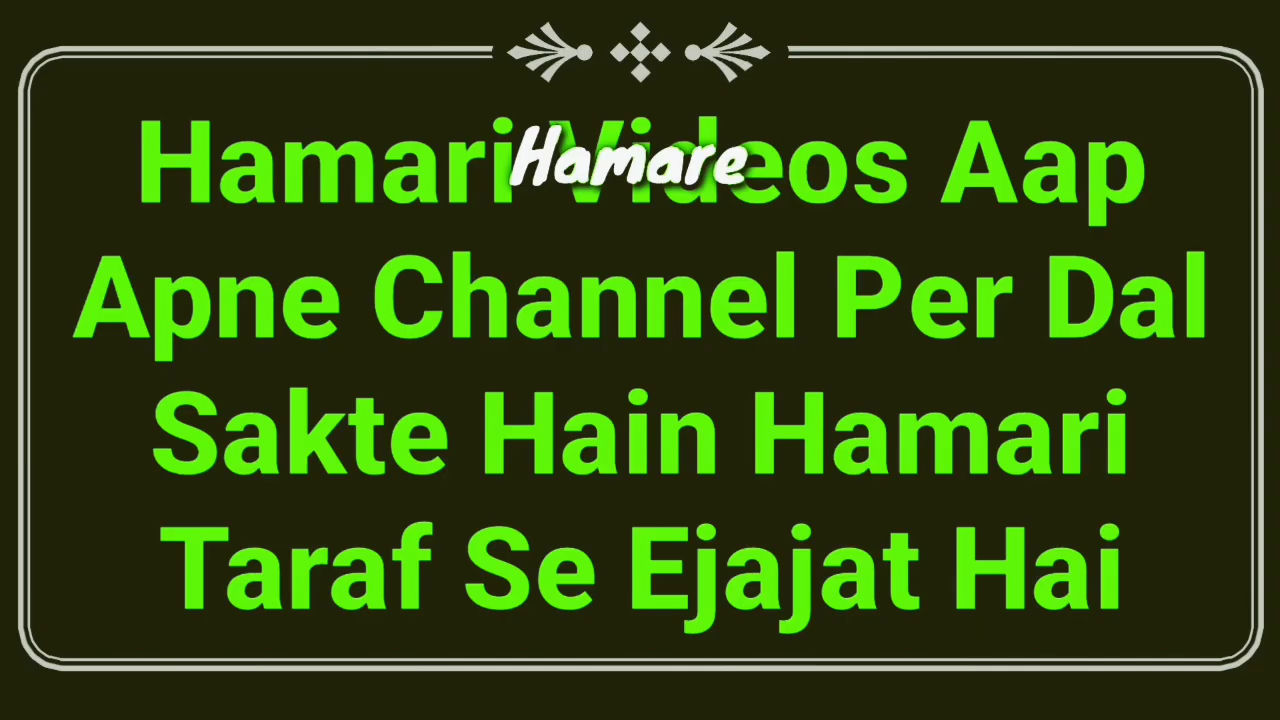 Hamari Videos Aap
Hamare
Apne Channel Per Dal
Sakte Hain Hamari
Taraf Se Ejajat Hai